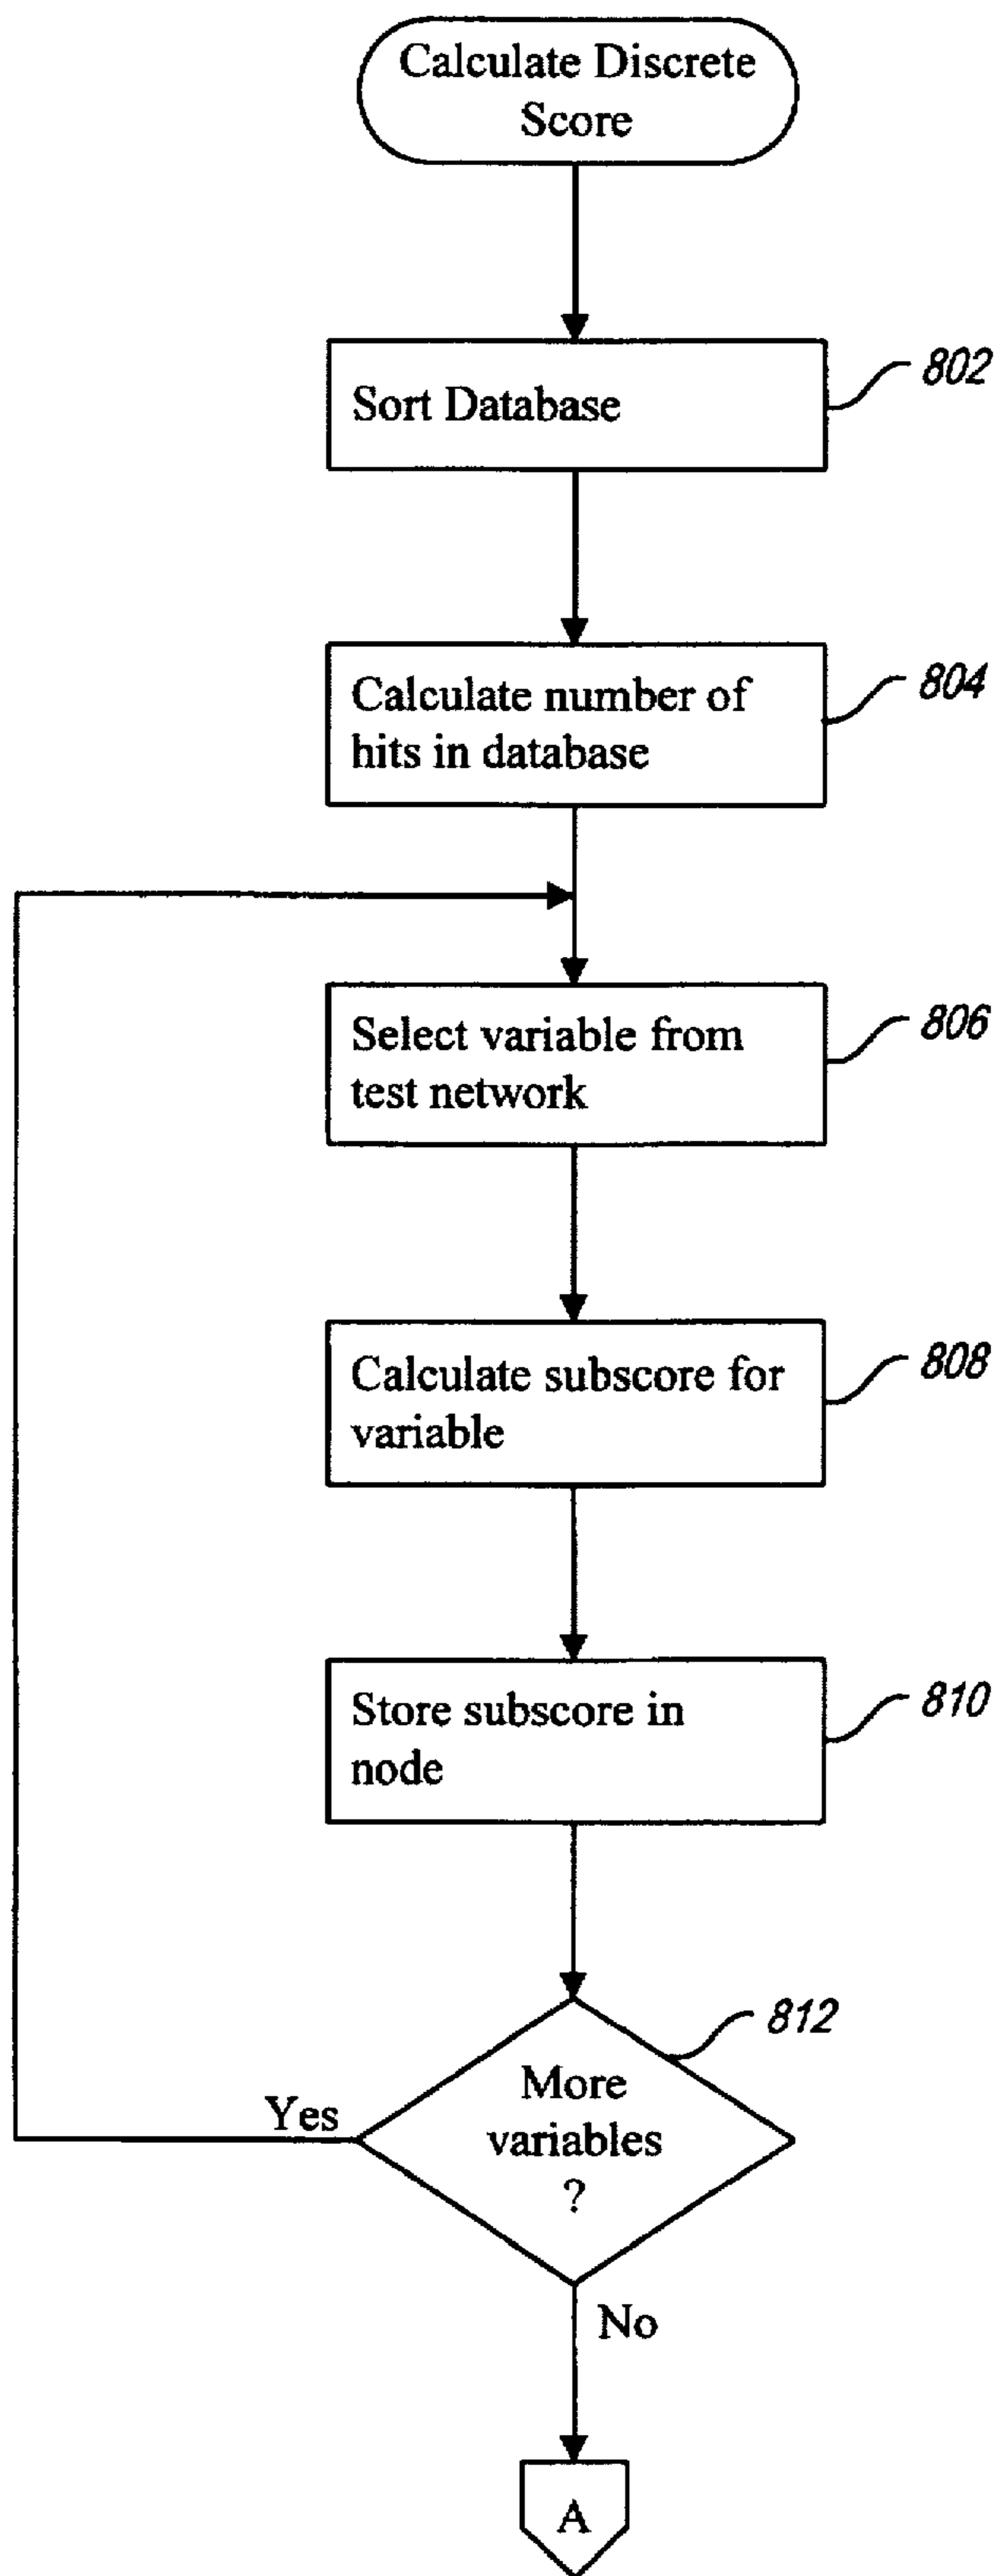 Calculate Discrete
Score
Sort Database
802
Calculate number of
hits in database
804
Select variable from
test network
806
Calculate subscore for
variable
808
Store subscore in
node
810
812
More
variables
?
Yes
No
A